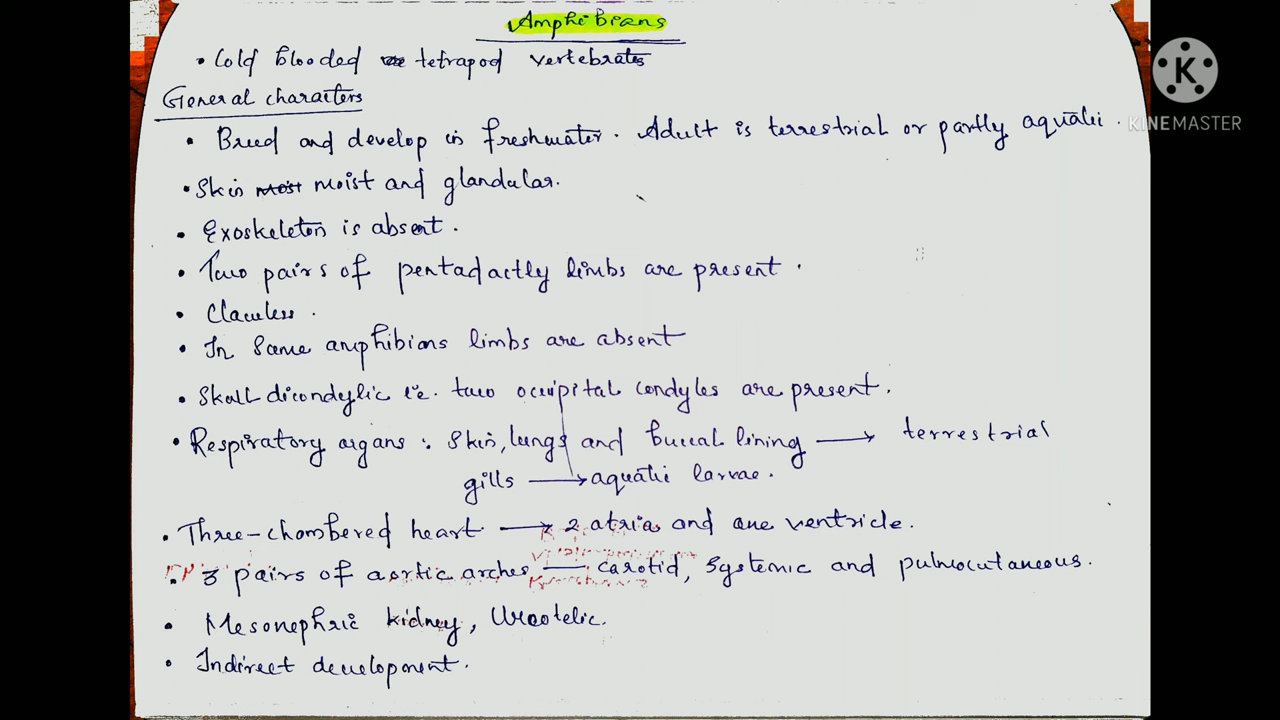 Amphibeans
• Cold blooded tetrapod vertebrates
General characters
• Breed and develop in freshwater. Adult is terrestrial or partly aquatic.
KINEMASTER
• Skin most moist and glandular.
• Exoskeleton is absent.
• Two pairs of pentadactly limbs are present.
• Clawless.
• In some amphibians limbs are absent
• Skull dicondylic i.e. two occipital condyles are present.
• Respiratory organs : Skin, lungs and buccal lining → terrestrial
gills → aquatic larvae.
• Three-chambered heart → 2 atria and one ventricle.
• 3 pairs of aortic arches — carotid, systemic and pulmocutaneous.
• Mesonephric kidney, Ureotelic.
• Indirect development.